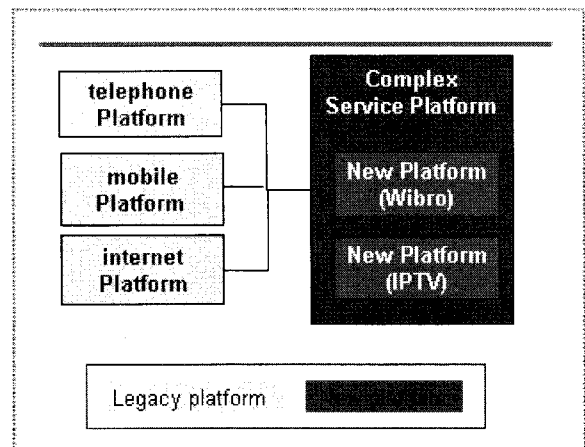 telephone
Platform
mobile
Platform
internet
Platform
Complex
Service Platform
New Platform
(Wibro)
New Platform
(IPTV)
Legacy platform